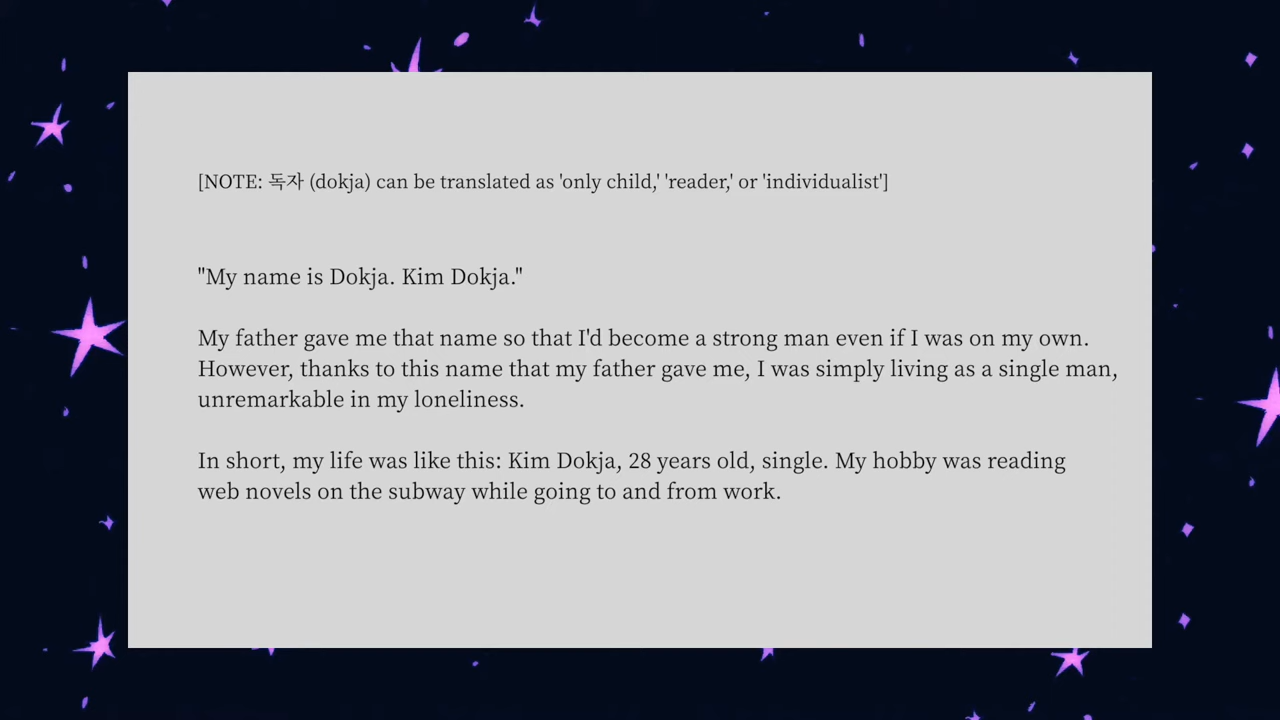 [NOTE: 독자 (dokja) can be translated as 'only child,' 'reader,' or 'individualist']
"My name is Dokja. Kim Dokja."
My father gave me that name so that I'd become a strong man even if I was on my own.
However, thanks to this name that my father gave me, I was simply living as a single man,
unremarkable in my loneliness.
In short, my life was like this: Kim Dokja, 28 years old, single. My hobby was reading
web novels on the subway while going to and from work.